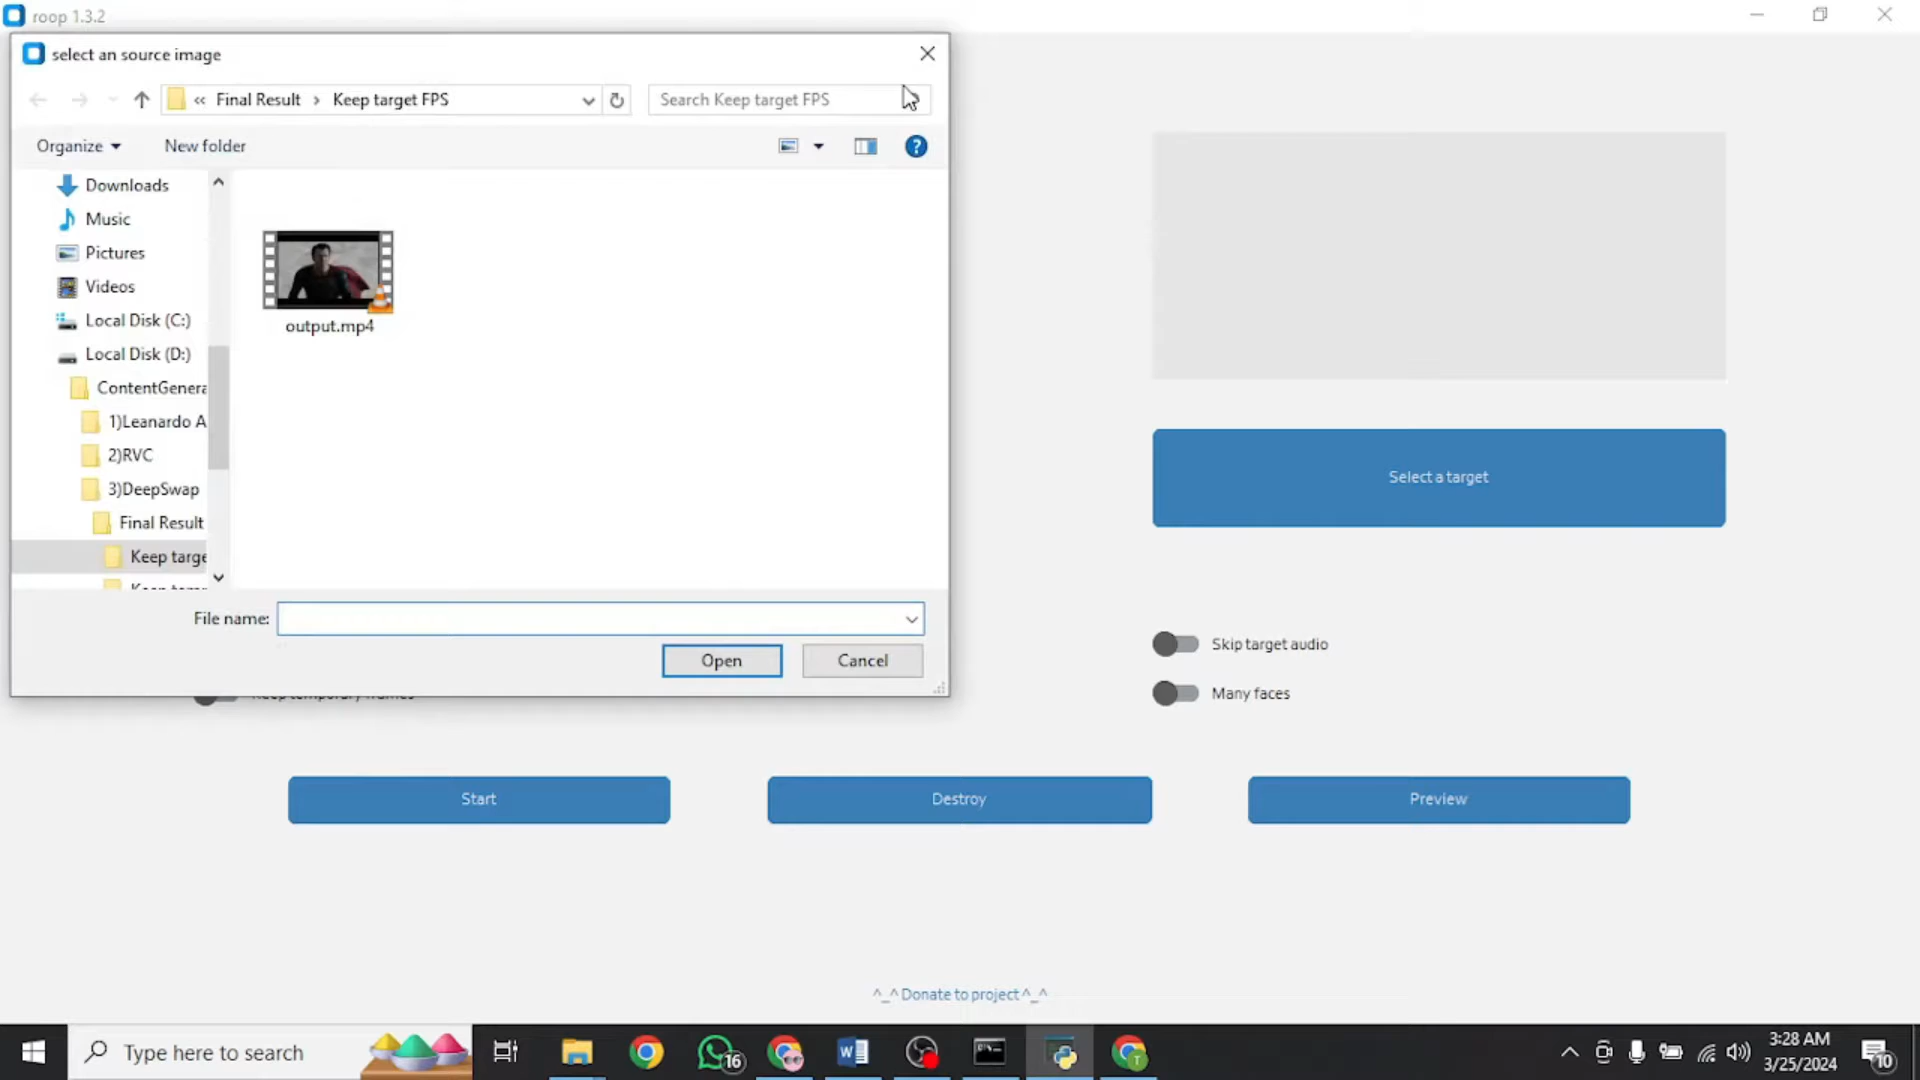 roop 1.3.2
select an source image
« Final Result › Keep target FPS
Search Keep target FPS
Organize
New folder
Downloads
Music
Pictures
Videos
Local Disk (C:)
Local Disk (D:)
ContentGenera
1)Leanardo A
2)RVC
3)DeepSwap
Final Result
Keep targe
output.mp4
File name:
Open
Cancel
Keep temporary frames
Select a target
Skip target audio
Many faces
Start
Destroy
Preview
^_^ Donate to project ^_^
Type here to search
16
T
3:28 AM
3/25/2024
10